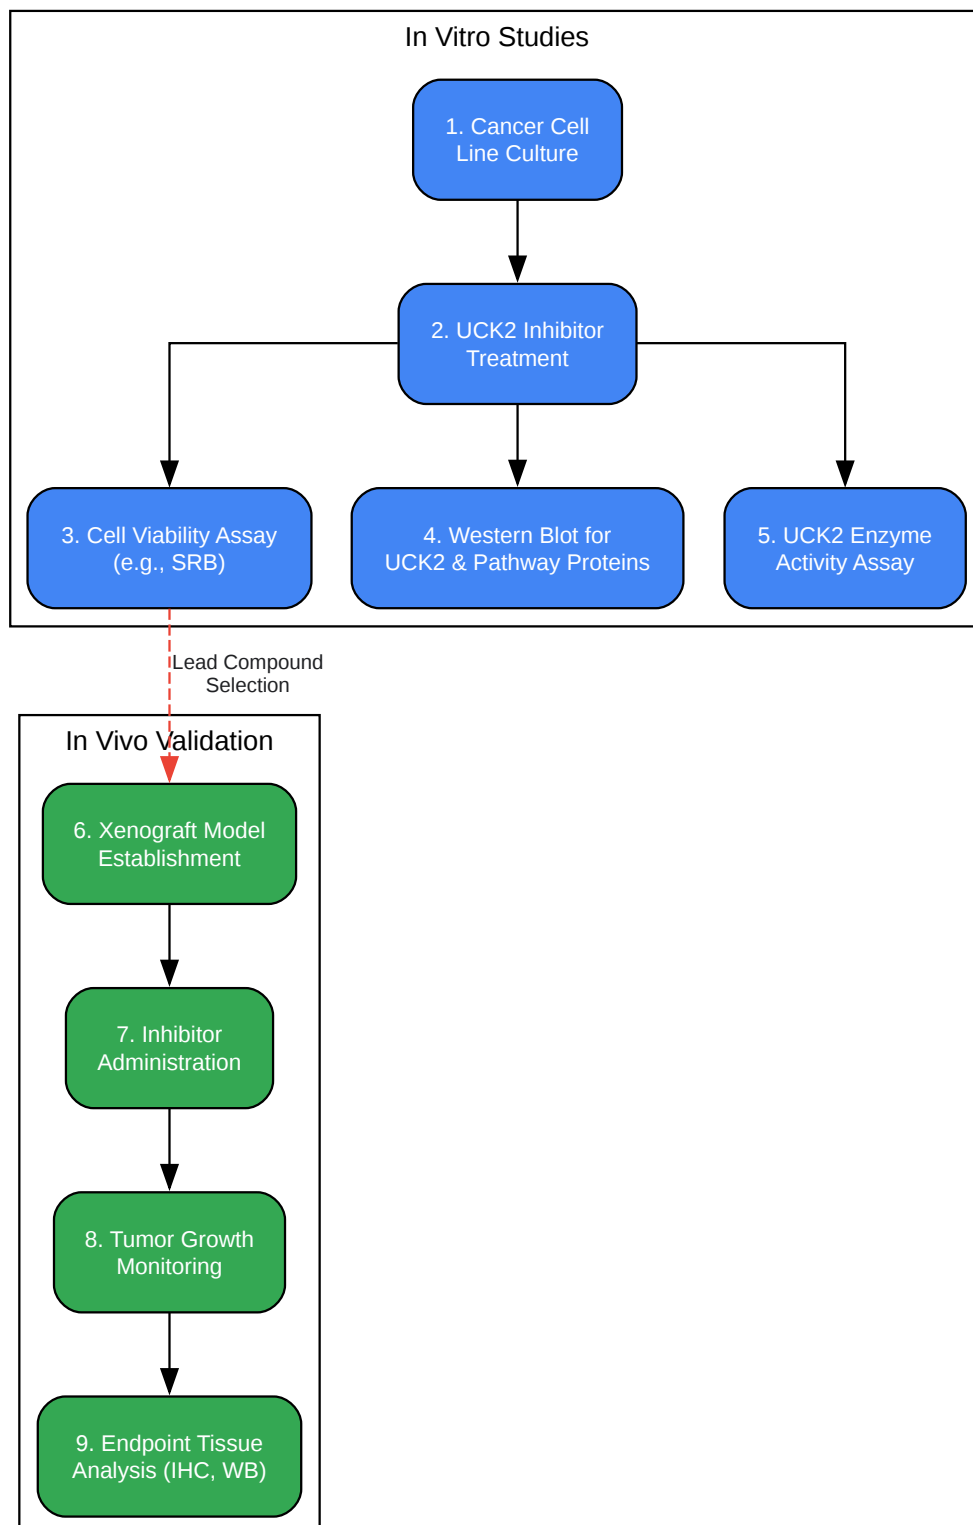 In Vitro Studies
1. Cancer Cell
Line Culture
2. UCK2 Inhibitor
Treatment
3. Cell Viability Assay
(e.g., SRB)
4. Western Blot for
UCK2 & Pathway Proteins
5. UCK2 Enzyme
Activity Assay
Lead Compound
Selection
In Vivo Validation
6. Xenograft Model
Establishment
7. Inhibitor
Administration
8. Tumor Growth
Monitoring
9. Endpoint Tissue
Analysis (IHC, WB)